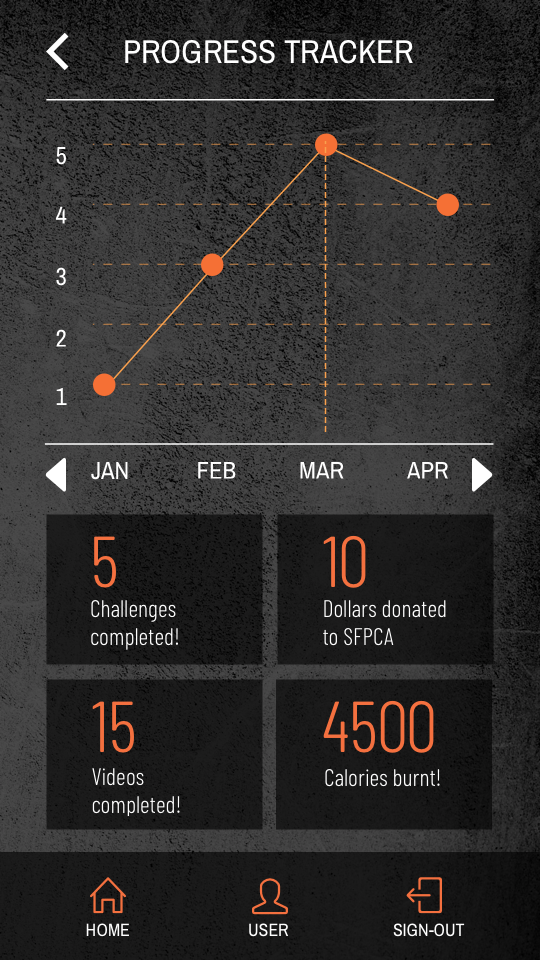 PROGRESS TRACKER
5
4
3
2
1
JAN FEB MAR APR
5
Challenges
completed!
10
Dollars donated
to SFPCA
15
Videos
completed!
4500
Calories burnt!
HOME USER SIGN-OUT